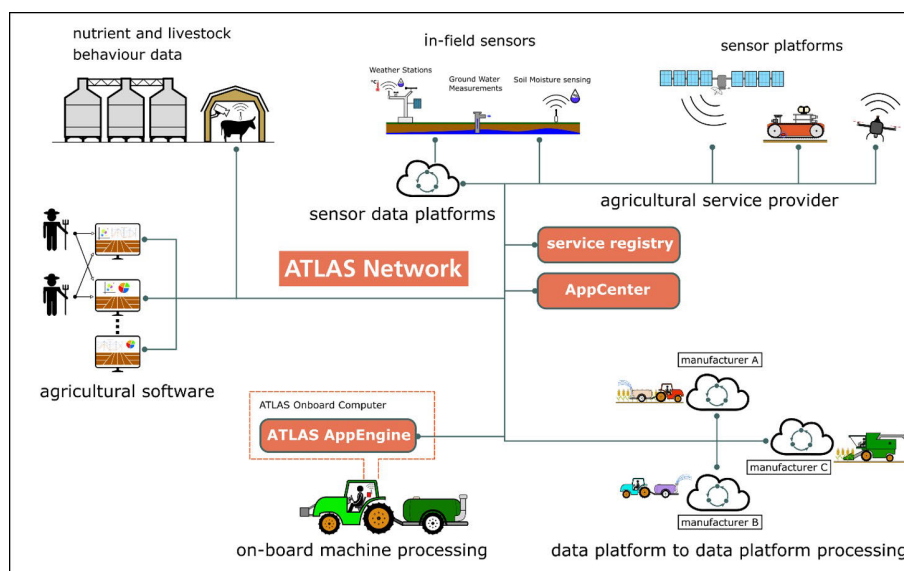 nutrient and livestock
behaviour data
in-field sensors
sensor platforms
Weather Stations
°C
Ground Water
Measurements
Soil Moisture sensing
sensor data platforms
agricultural service provider
service registry
ATLAS Network
AppCenter
agricultural software
manufacturer A
ATLAS Onboard Computer
ATLAS AppEngine
manufacturer C
manufacturer B
on-board machine processing
data platform to data platform processing